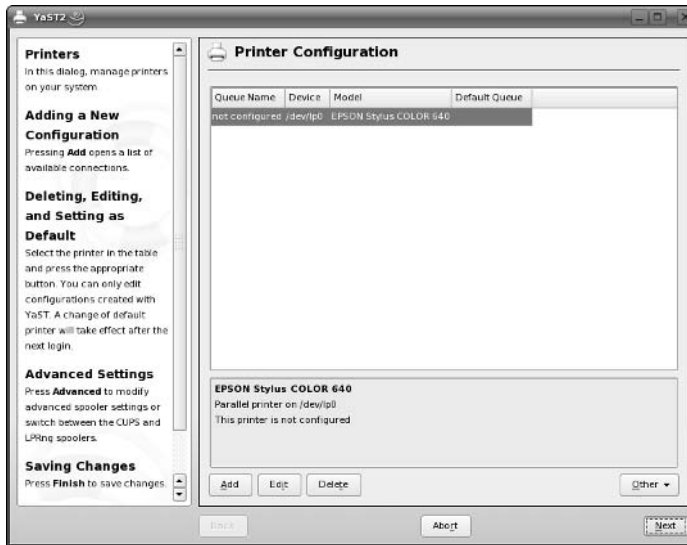 YaST2
Printers
In this dialog, manage printers
on your system.
Adding a New
Configuration
Pressing Add opens a list of
available connections.
Deleting, Editing,
and Setting as
Default
Select the printer in the table
and press the appropriate
button. You can only edit
configurations created with
YaST. A change of default
printer will take effect after the
next login.
Advanced Settings
Press Advanced to modify
advanced spooler settings or
switch between the CUPS and
LPRng spoolers.
Saving Changes
Press Finish to save changes.
Printer Configuration
Queue Name Device Model Default Queue
not configured /dev/lp0 EPSON Stylus COLOR 640
EPSON Stylus COLOR 640
Parallel printer on /dev/lp0
This printer is not configured
Add Edit Delete Other
Back Abort Next